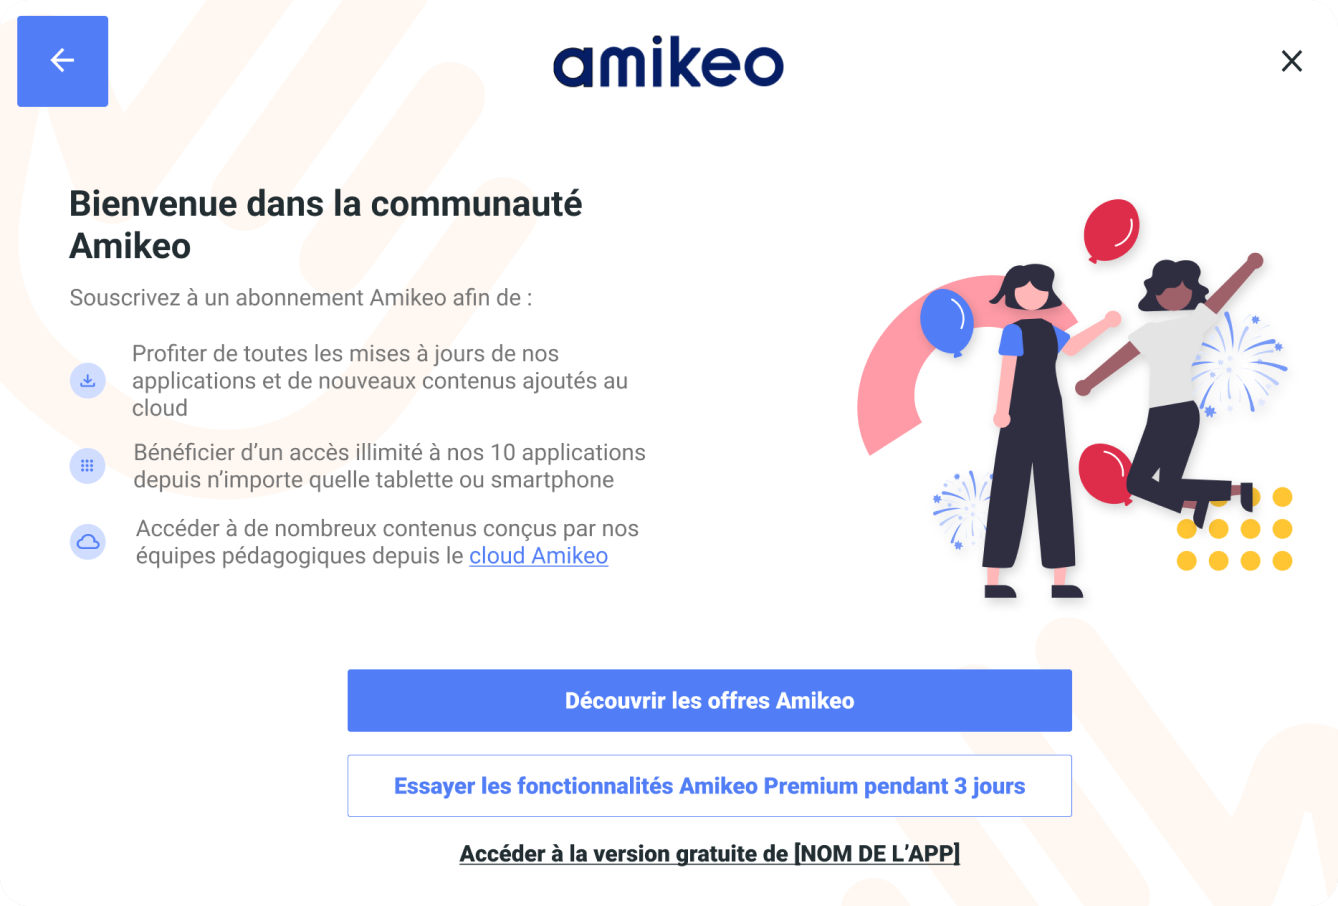 amikeo
Bienvenue dans la communauté
Amikeo
Souscrivez à un abonnement Amikeo afin de :
Profiter de toutes les mises à jours de nos
applications et de nouveaux contenus ajoutés au
cloud
Bénéficier d’un accès illimité à nos 10 applications
depuis n’importe quelle tablette ou smartphone
Accéder à de nombreux contenus conçus par nos
équipes pédagogiques depuis le cloud Amikeo
Découvrir les offres Amikeo
Essayer les fonctionnalités Amikeo Premium pendant 3 jours
Accéder à la version gratuite de [NOM DE L’APP]